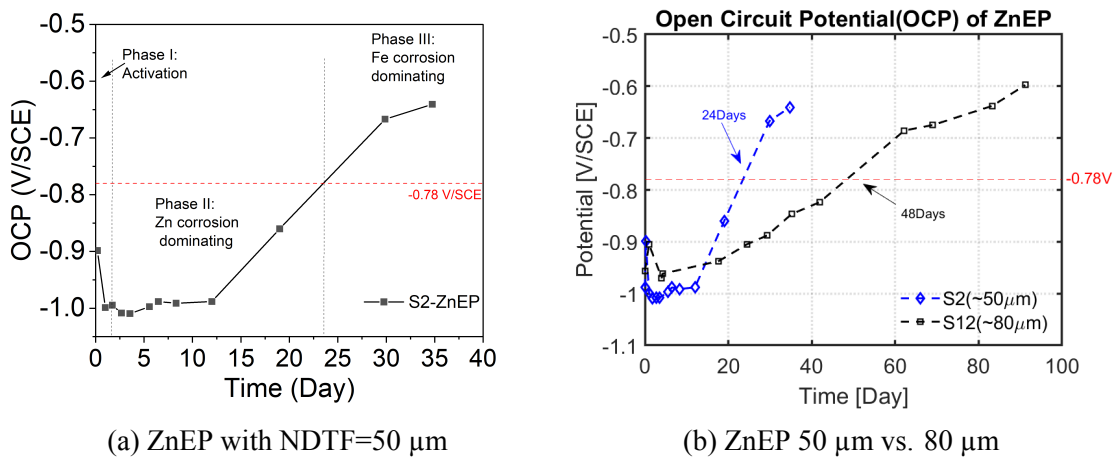 -0.5
-0.6
-0.7
-0.8
-0.9
-1.0
OCP (V/SCE)
Phase I:
Activation
Phase III:
Fe corrosion
dominating
-0.78 V/SCE
Phase II:
Zn corrosion
dominating
S2-ZnEP
0 5 10 15 20 25 30 35 40
Time (Day)
(a) ZnEP with NDTF=50 µm
Open Circuit Potential(OCP) of ZnEP
-0.5
-0.6
-0.7
-0.8
-0.9
-1
-1.1
Potential [V/SCE]
24Days
-0.78V
48Days
S2(~50µm)
S12(~80µm)
0 20 40 60 80 100
Time [Day]
(b) ZnEP 50 µm vs. 80 µm